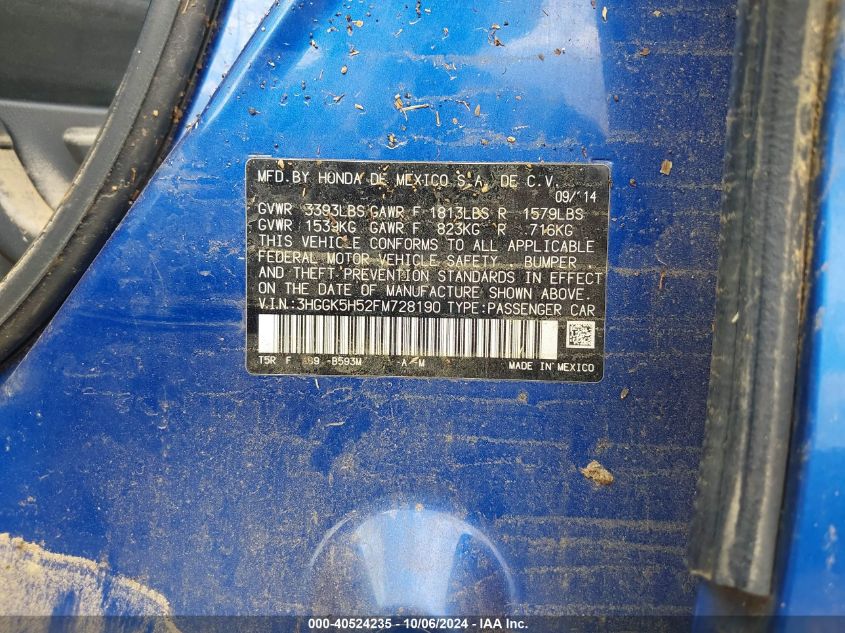 MFD. BY HONDA DE MEXICO S.A. DE C.V.
09/'14
GVWR 3393LBS GAWR F 1813LBS R 1579LBS
GVWR 1539KG GAWR F 823KG R 716KG
THIS VEHICLE CONFORMS TO ALL APPLICABLE
FEDERAL MOTOR VEHICLE SAFETY, BUMPER,
AND THEFT PREVENTION STANDARDS IN EFFECT
ON THE DATE OF MANUFACTURE SHOWN ABOVE.
V.I.N.: 3HGGK5H52FM728190 TYPE: PASSENGER CAR
T5R F -B593M -A-M MADE IN MEXICO
000-40524235 - 10/06/2024 - IAA Inc.